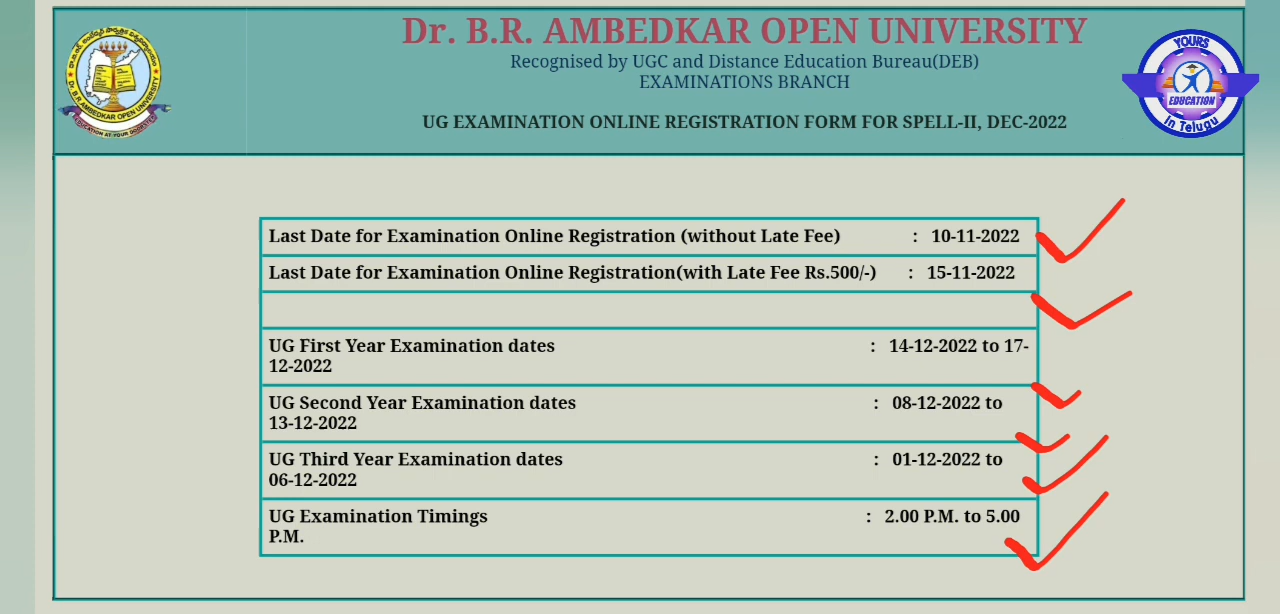 Dr. B.R. AMBEDKAR OPEN UNIVERSITY
Recognised by UGC and Distance Education Bureau(DEB)
EXAMINATIONS BRANCH
UG EXAMINATION ONLINE REGISTRATION FORM FOR SPELL-II, DEC-2022
Dr. B.R. AMBEDKAR OPEN UNIVERSITY
EDUCATION AT YOUR DOORSTEP
YOURS
EDUCATION
in Telugu
Last Date for Examination Online Registration (without Late Fee) : 10-11-2022
Last Date for Examination Online Registration(with Late Fee Rs.500/-) : 15-11-2022
UG First Year Examination dates : 14-12-2022 to 17-
12-2022
UG Second Year Examination dates : 08-12-2022 to
13-12-2022
UG Third Year Examination dates : 01-12-2022 to
06-12-2022
UG Examination Timings : 2.00 P.M. to 5.00
P.M.